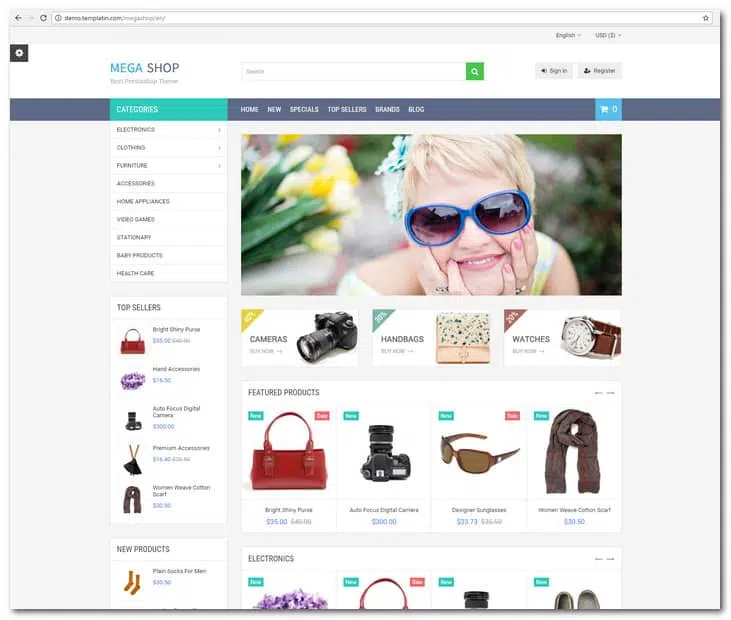 demo.templatin.com/megashop/en/
English
USD ($)
MEGA SHOP
Best Prestashop Theme
Search
Sign in
Register
CATEGORIES
HOME
NEW
SPECIALS
TOP SELLERS
BRANDS
BLOG
0
ELECTRONICS
CLOTHING
FURNITURE
ACCESSORIES
HOME APPLIANCES
VIDEO GAMES
STATIONARY
BABY PRODUCTS
HEALTH CARE
TOP SELLERS
Bright Shiny Purse
$35.00 $40.00
Hand Accessories
$16.50
Auto Focus Digital
Camera
$300.00
Premium Accessories
$16.40
Women Weave Cotton
Scarf
$30.50
NEW PRODUCTS
Plain Socks For Men
$30.50
CAMERAS
BUY NOW
30%
HANDBAGS
BUY NOW
20%
WATCHES
BUY NOW
FEATURED PRODUCTS
New
Sale
New
New
Sale
New
Bright Shiny Purse
Auto Focus Digital Camera
Designer Sunglasses
Women Weave Cotton Scarf
$35.00 $40.00
$300.00
$33.73 $35.50
$30.50
ELECTRONICS
New
New
Sale
New
New